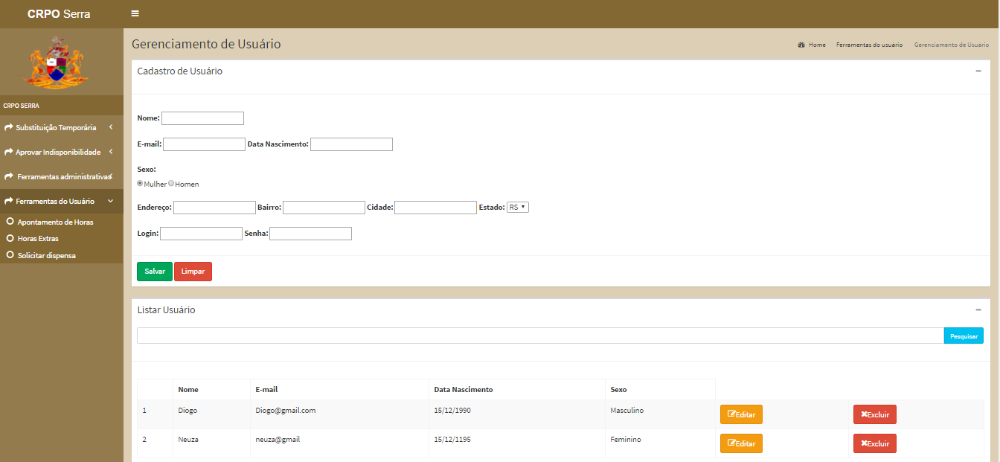 CRPO Serra
Gerenciamento de Usuário
Home Ferramentas do usuário Gerenciamento de Usuário
CRPO SERRA
Substituição Temporária
Aprovar Indisponibilidade
Ferramentas administrativas
Ferramentas do Usuário
Apontamento de Horas
Horas Extras
Solicitar dispensa
Cadastro de Usuário
Nome:
E-mail: Data Nascimento:
Sexo:
Mulher Homen
Endereço: Bairro: Cidade: Estado: RS
Login: Senha:
Salvar Limpar
Listar Usuário
Pesquisar
Nome E-mail Data Nascimento Sexo
1 Diogo Diogo@gmail.com 15/12/1990 Masculino Editar Excluir
2 Neuza neuza@gmail 15/12/1195 Feminino Editar Excluir